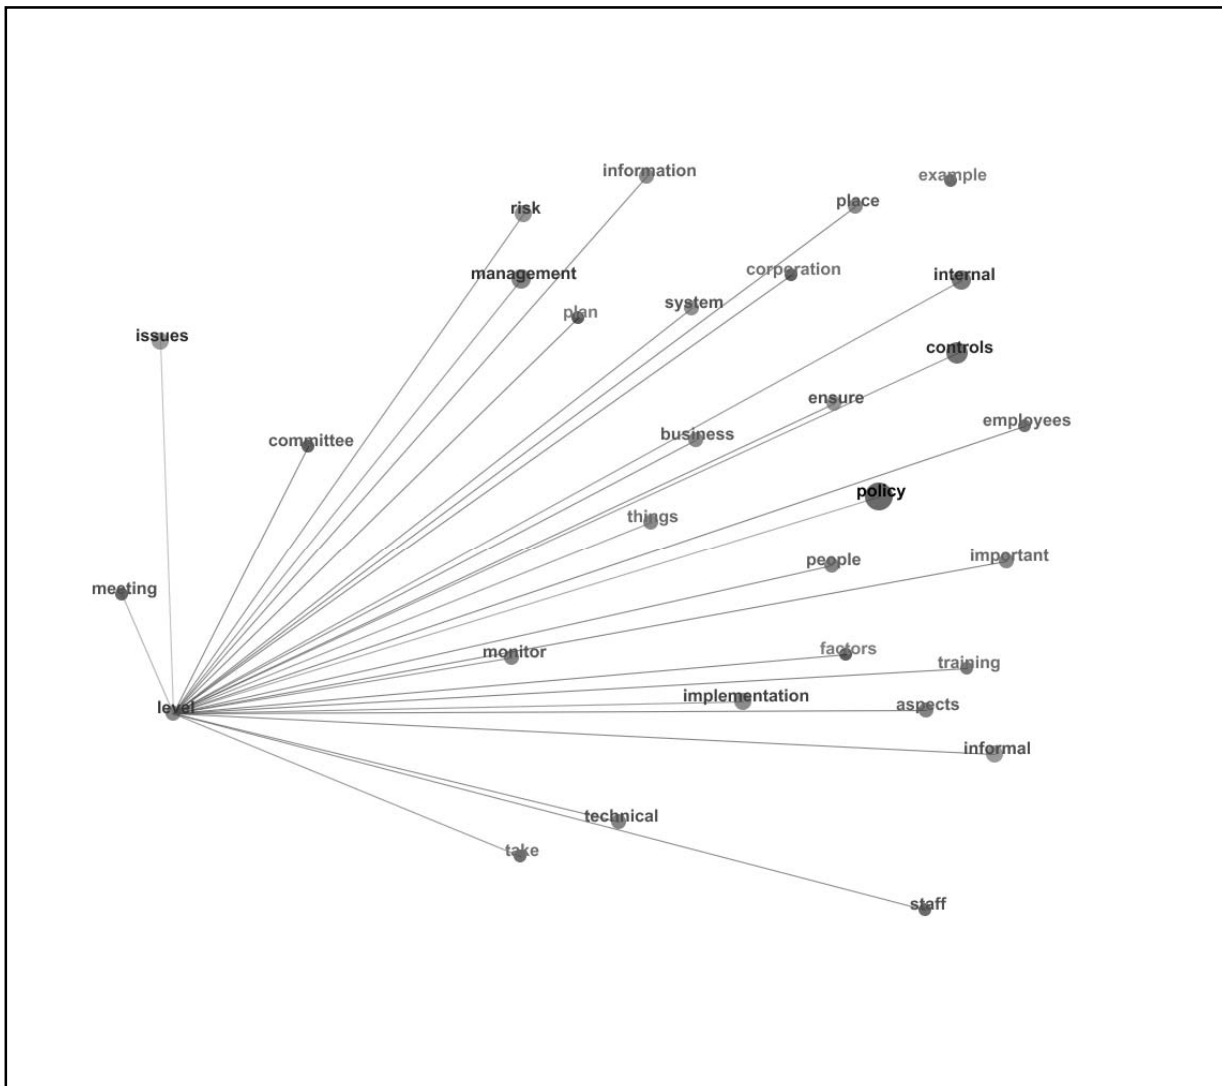 information
example
place
risk
corporation
management
internal
system
plan
issues
controls
ensure
employees
business
committee
policy
things
important
people
meeting
factors
monitor
training
implementation
aspects
level
informal
technical
take
staff